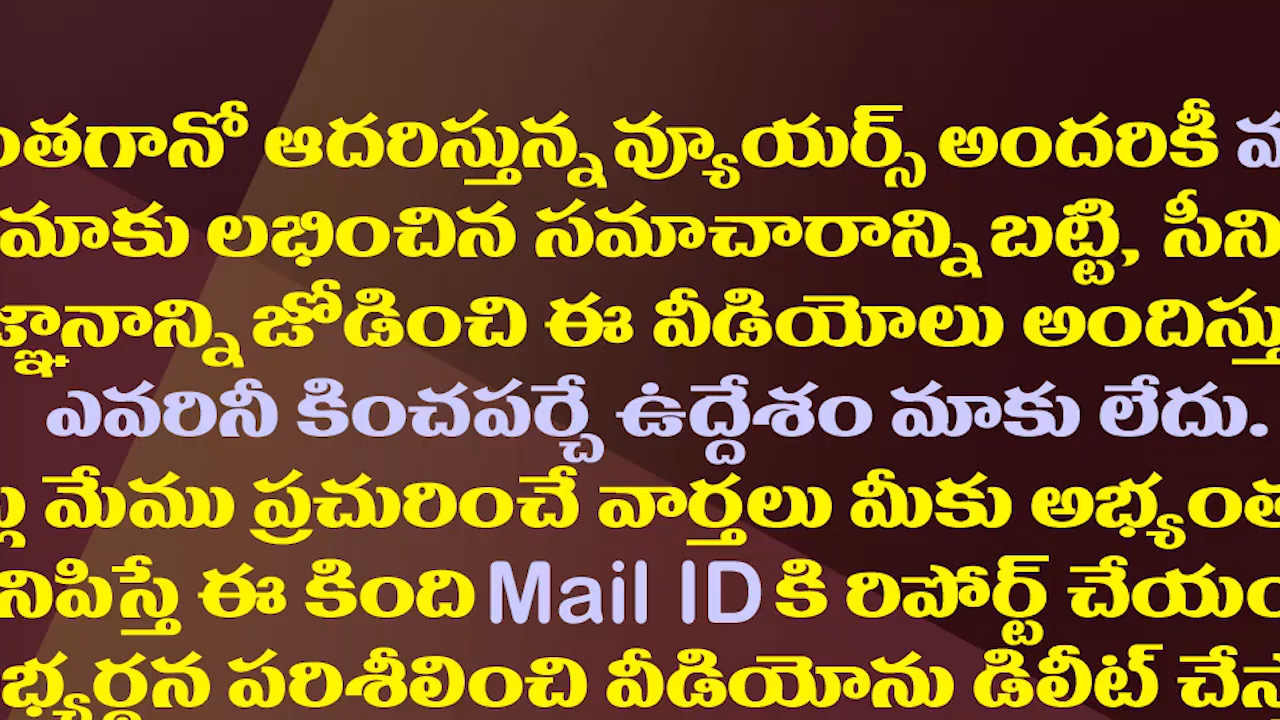 ంతగానో ఆదరిస్తున్న వ్యూయర్స్ అందరికీ
మాకు లభించిన సమాచారాన్ని బట్టి, సీని
జ్ఞానాన్ని జోడించి ఈ వీడియోలు అందిస్తు
ఎవరినీ కించపర్చే ఉద్దేశం మాకు లేదు.
మేము ప్రచురించే వార్తలు మీకు అభ్యంత
నిపిస్తే ఈ కింది Mail ID కి రిపోర్ట్ చేయం
భ్యర్థన పరిశీలించి వీడియోను డిలీట్ చేస